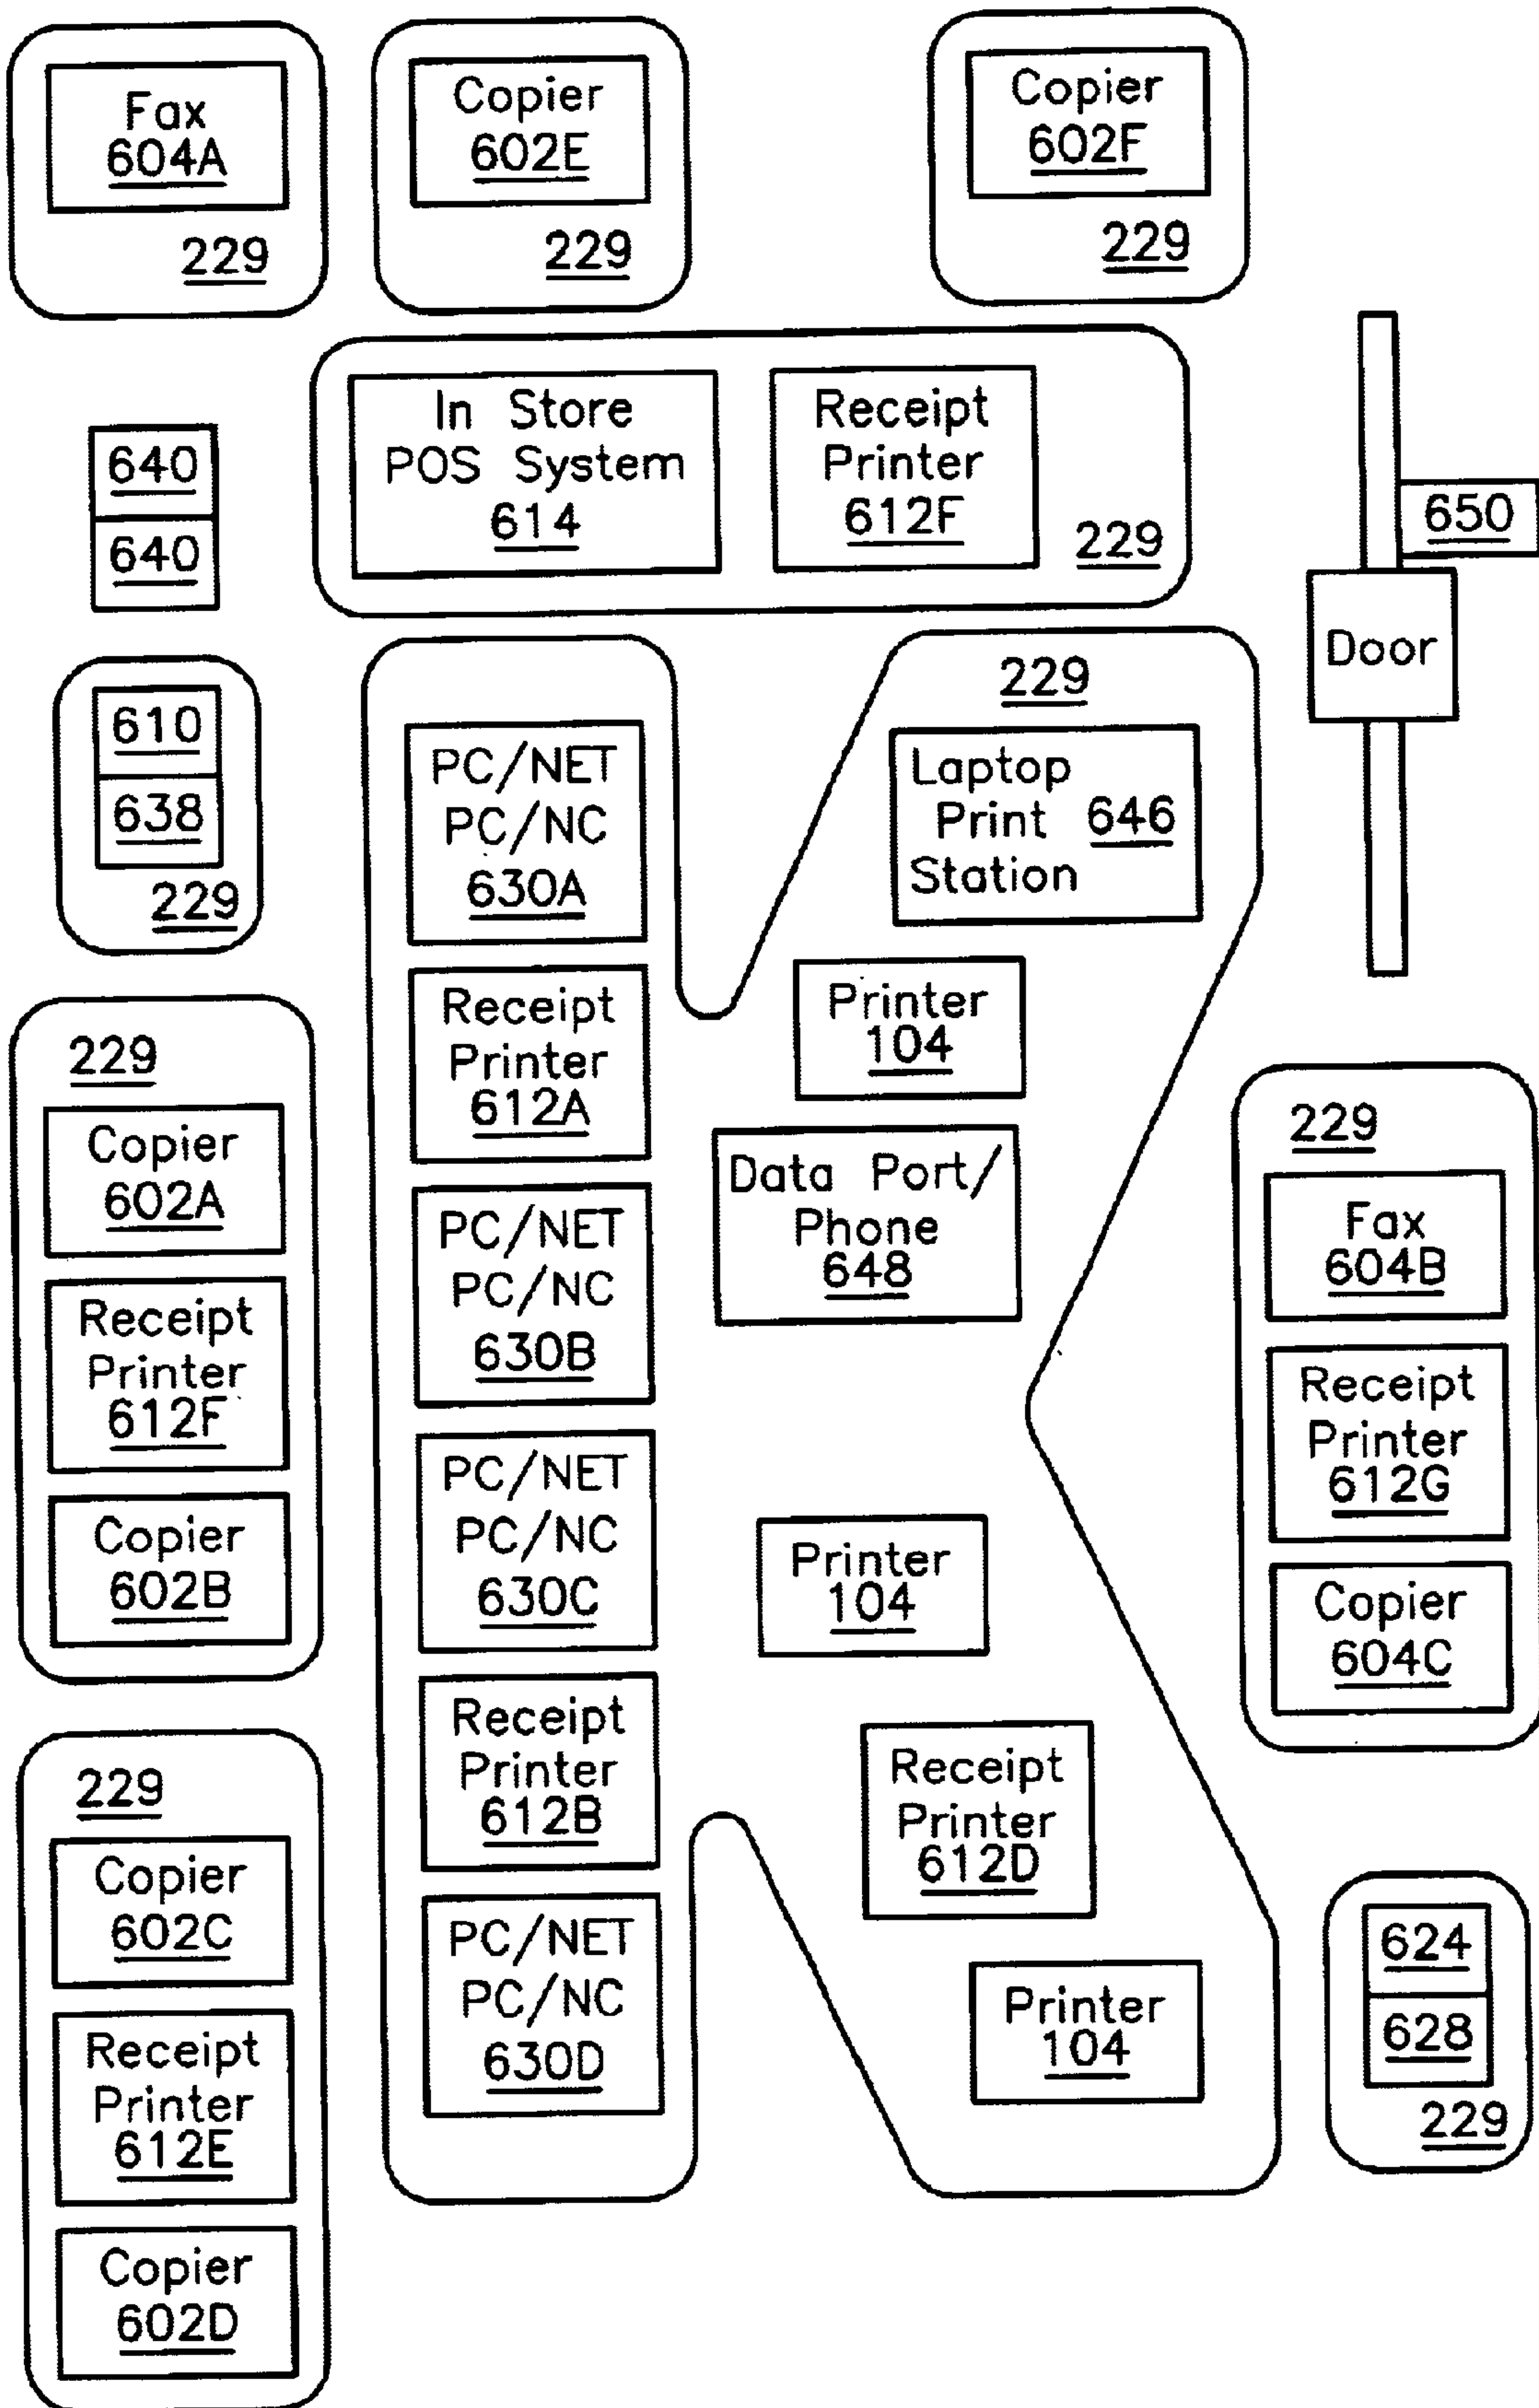 Fax
604A
229
Copier
602E
229
Copier
602F
229
In Store
POS System
614
Receipt
Printer
612F
229
640
640
650
Door
610
638
229
229
Copier
602A
Receipt
Printer
612F
Copier
602B
229
Copier
602C
Receipt
Printer
612E
Copier
602D
PC/NET
PC/NC
630A
Receipt
Printer
612A
PC/NET
PC/NC
630B
PC/NET
PC/NC
630C
Receipt
Printer
612B
PC/NET
PC/NC
630D
229
Laptop
Print 646
Station
Printer
104
Data Port/
Phone
648
Printer
104
Receipt
Printer
612D
Printer
104
229
Fax
604B
Receipt
Printer
612G
Copier
604C
624
628
229